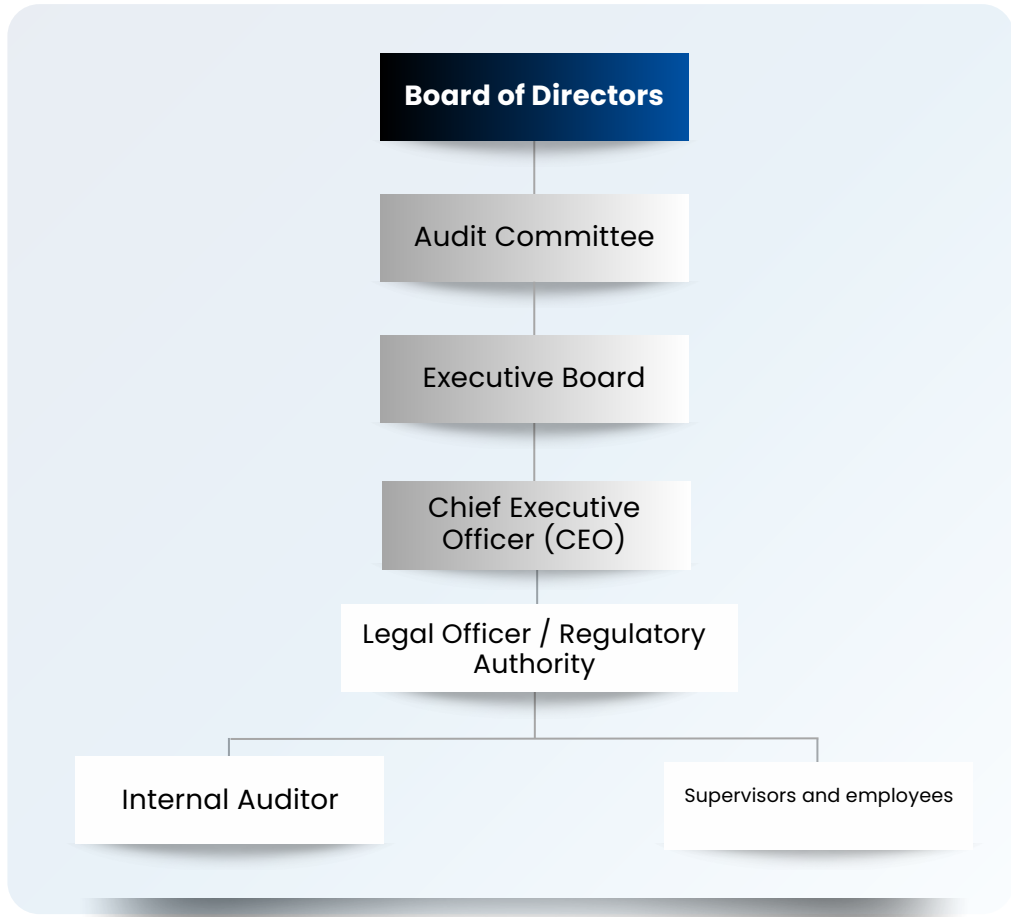 Board of Directors
Audit Committee
Executive Board
Chief Executive
Officer (CEO)
Legal Officer / Regulatory
Authority
Internal Auditor
Supervisors and employees